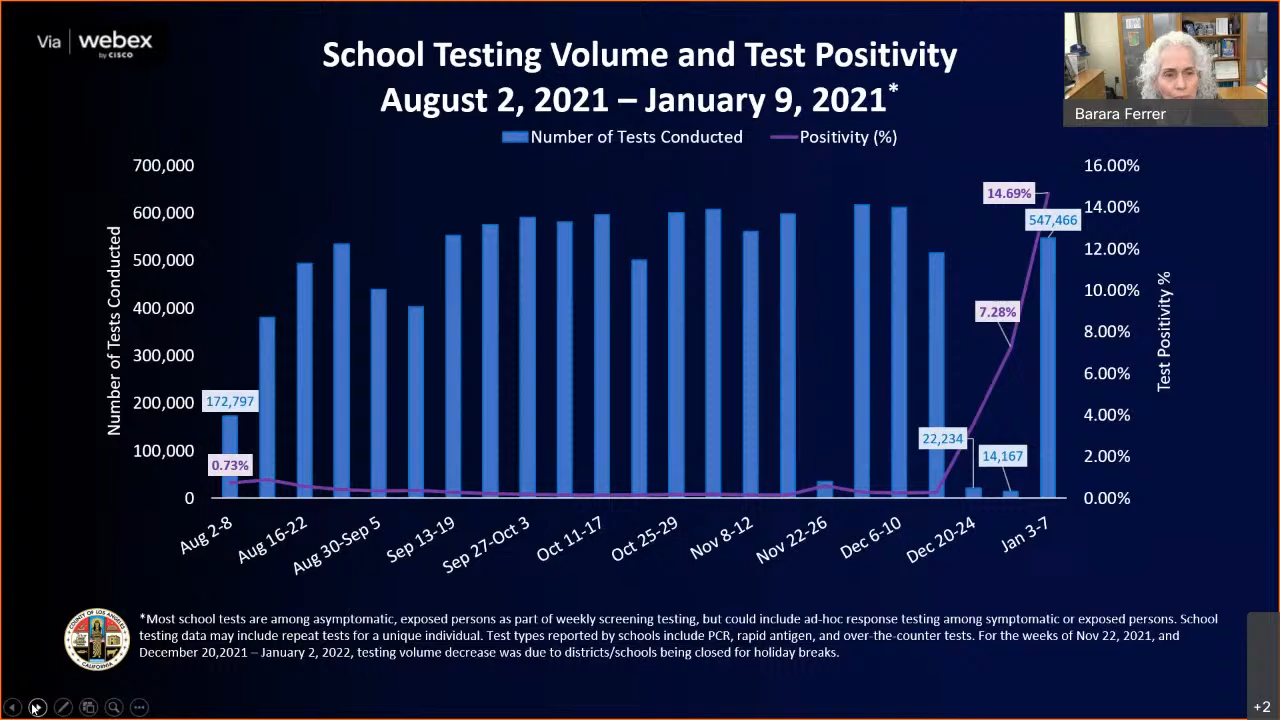 Via | webex
by CISCO
School Testing Volume and Test Positivity
August 2, 2021 – January 9, 2021*
Barara Ferrer
Number of Tests Conducted
Positivity (%)
700,000
600,000
500,000
400,000
300,000
200,000
100,000
0
Number of Tests Conducted
16.00%
14.00%
12.00%
10.00%
8.00%
6.00%
4.00%
2.00%
0.00%
Test Positivity %
172,797
0.73%
22,234
14,167
7.28%
14.69%
547,466
Aug 2-8
Aug 16-22
Aug 30-Sep 5
Sep 13-19
Sep 27-Oct 3
Oct 11-17
Oct 25-29
Nov 8-12
Nov 22-26
Dec 6-10
Dec 20-24
Jan 3-7
COUNTY OF LOS ANGELES
CALIFORNIA
*Most school tests are among asymptomatic, exposed persons as part of weekly screening testing, but could include ad-hoc response testing among symptomatic or exposed persons. School
testing data may include repeat tests for a unique individual. Test types reported by schools include PCR, rapid antigen, and over-the-counter tests. For the weeks of Nov 22, 2021, and
December 20,2021 – January 2, 2022, testing volume decrease was due to districts/schools being closed for holiday breaks.
+2